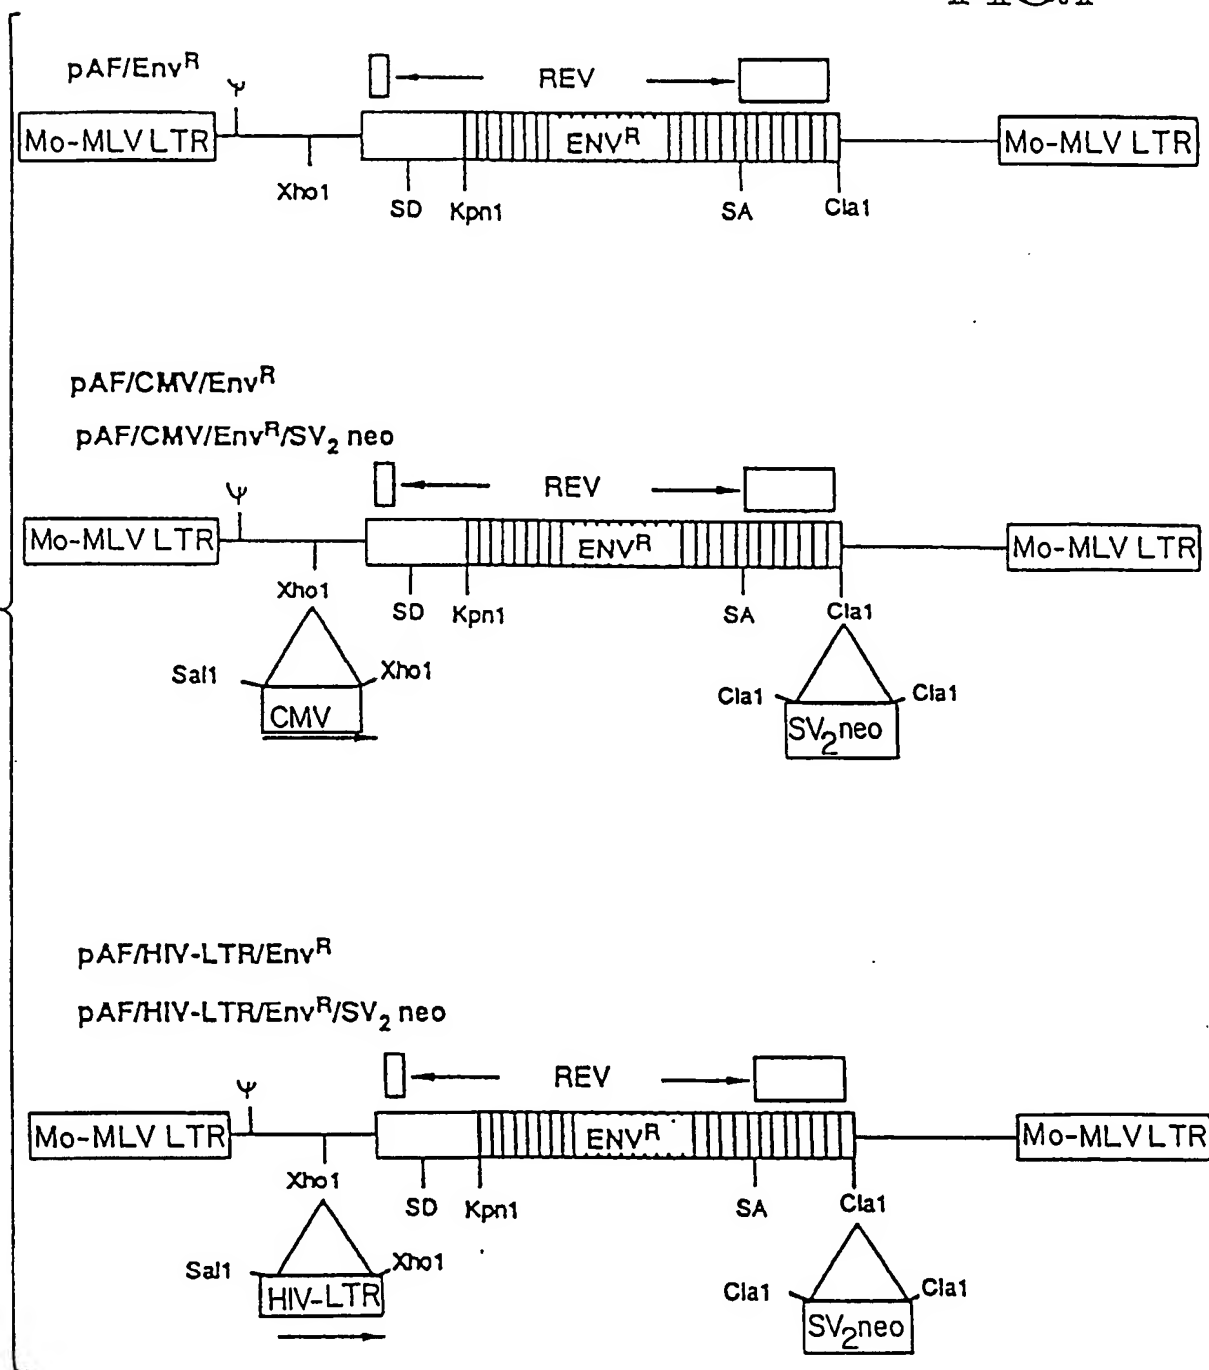 pAF/Env^R
REV
Ψ
Mo-MLV LTR
ENV^R
Mo-MLV LTR
Xho1
SD
Kpn1
SA
Cla1
pAF/CMV/Env^R
pAF/CMV/Env^R/SV₂ neo
REV
Ψ
Mo-MLV LTR
ENV^R
Mo-MLV LTR
Xho1
SD
Kpn1
SA
Cla1
Sal1
Xho1
CMV
Cla1
Cla1
SV₂neo
pAF/HIV-LTR/Env^R
pAF/HIV-LTR/Env^R/SV₂ neo
REV
Ψ
Mo-MLV LTR
ENV^R
Mo-MLV LTR
Xho1
SD
Kpn1
SA
Cla1
Sal1
Xho1
HIV-LTR
Cla1
Cla1
SV₂neo